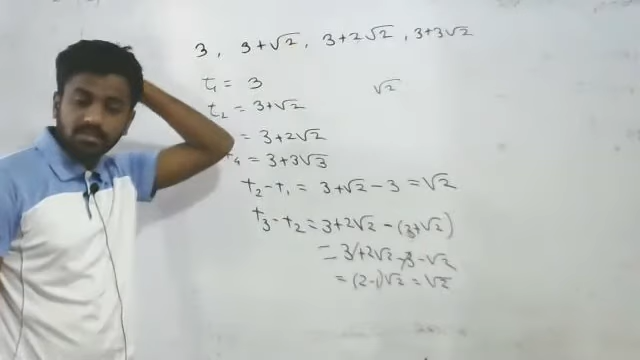 3, 3+√2, 3+2√2, 3+3√2
√2
t₁ = 3
t₂ = 3+√2
= 3+2√2
t₄ = 3+3√3
t₂-t₁ = 3+√2-3 = √2
t₃-t₂ = 3+2√2-(3+√2)
= 3+2√2-3-√2
= (2-1)√2 = √2